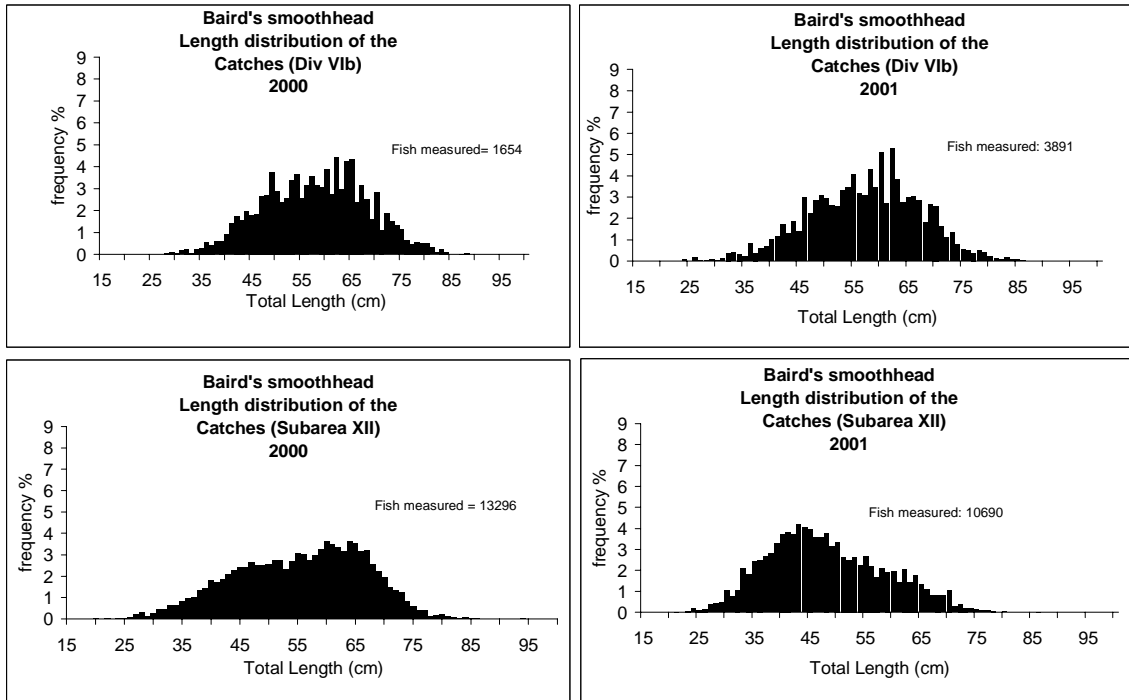 Baird's smoothhead
Length distribution of the
Catches (Div VIb)
2000
9
8
7
6
5
4
3
2
1
0
frequency %
Fish measured= 1654
15 25 35 45 55 65 75 85 95
Total Length (cm)
Baird's smoothhead
Length distribution of the
Catches (Div VIb)
2001
9
8
7
6
5
4
3
2
1
0
frequency %
Fish measured: 3891
15 25 35 45 55 65 75 85 95
Total Length (cm)
Baird's smoothhead
Length distribution of the
Catches (Subarea XII)
2000
9
8
7
6
5
4
3
2
1
0
frequency %
Fish measured = 13296
15 25 35 45 55 65 75 85 95
Total Length (cm)
Baird's smoothhead
Length distribution of the
Catches (Subarea XII)
2001
9
8
7
6
5
4
3
2
1
0
frequency %
Fish measured: 10690
15 25 35 45 55 65 75 85 95
Total Length (cm)